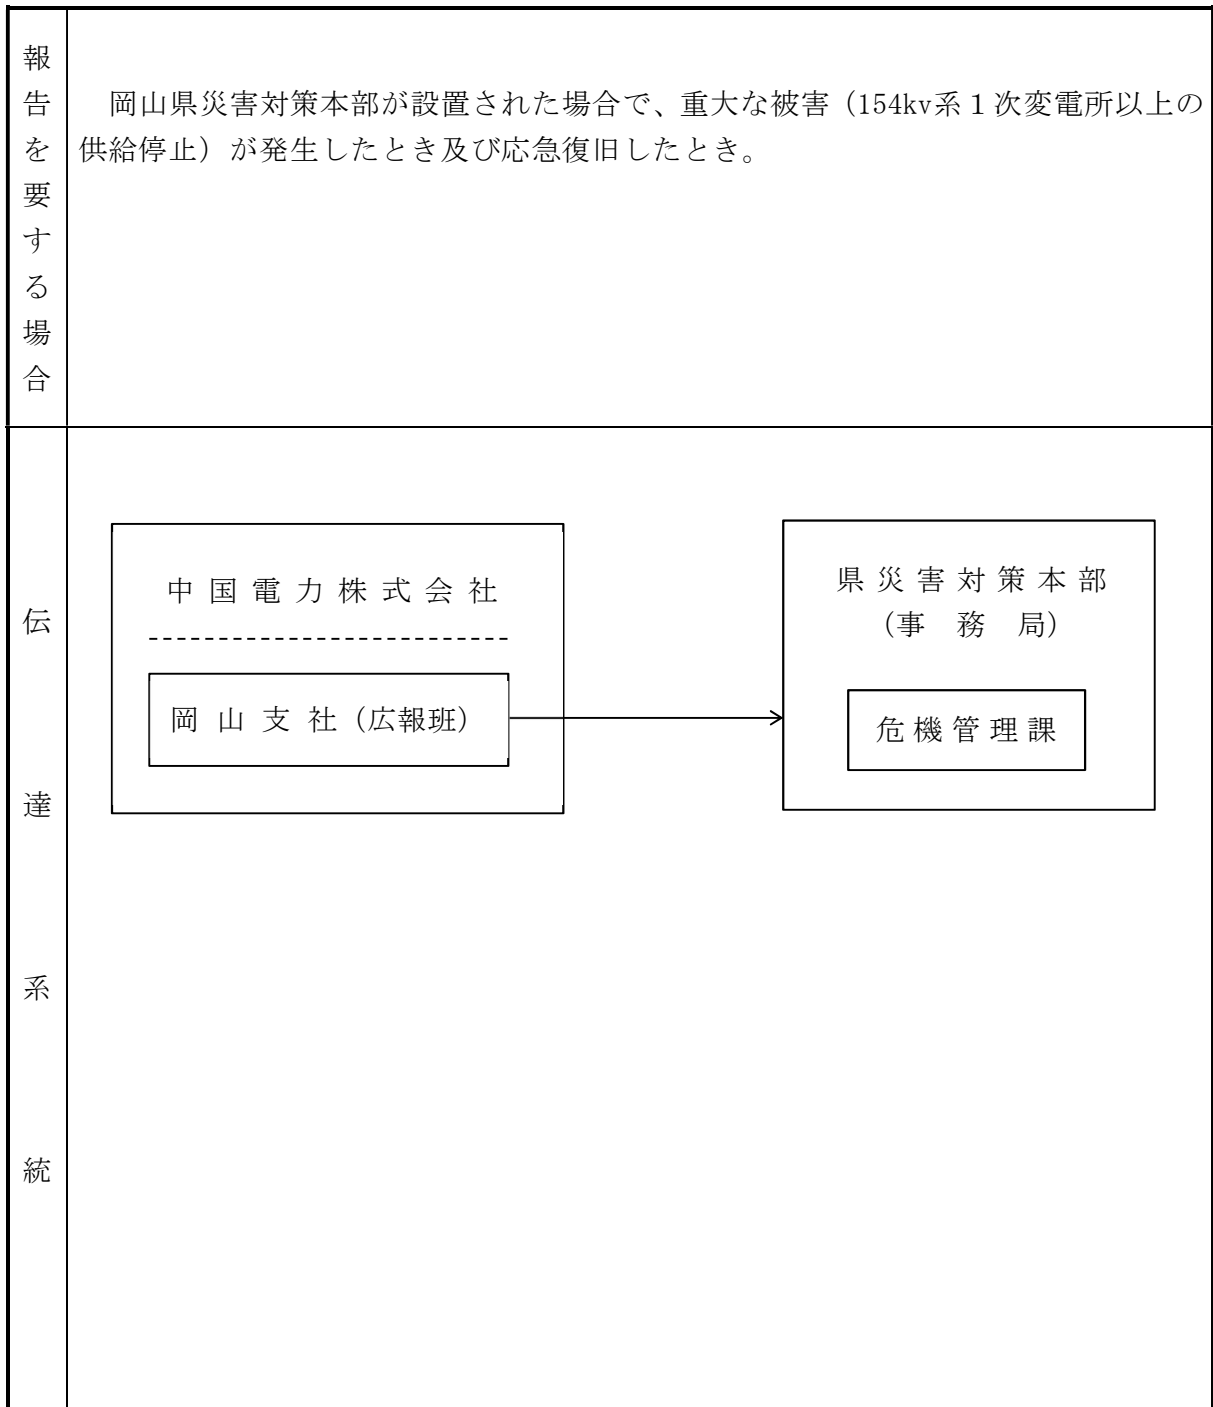 報告を要する場合
岡山県災害対策本部が設置された場合で、重大な被害（154kv系１次変電所以上の
供給停止）が発生したとき及び応急復旧したとき。
伝達系統
中国電力株式会社
岡山支社（広報班）
県災害対策本部
（事務局）
危機管理課